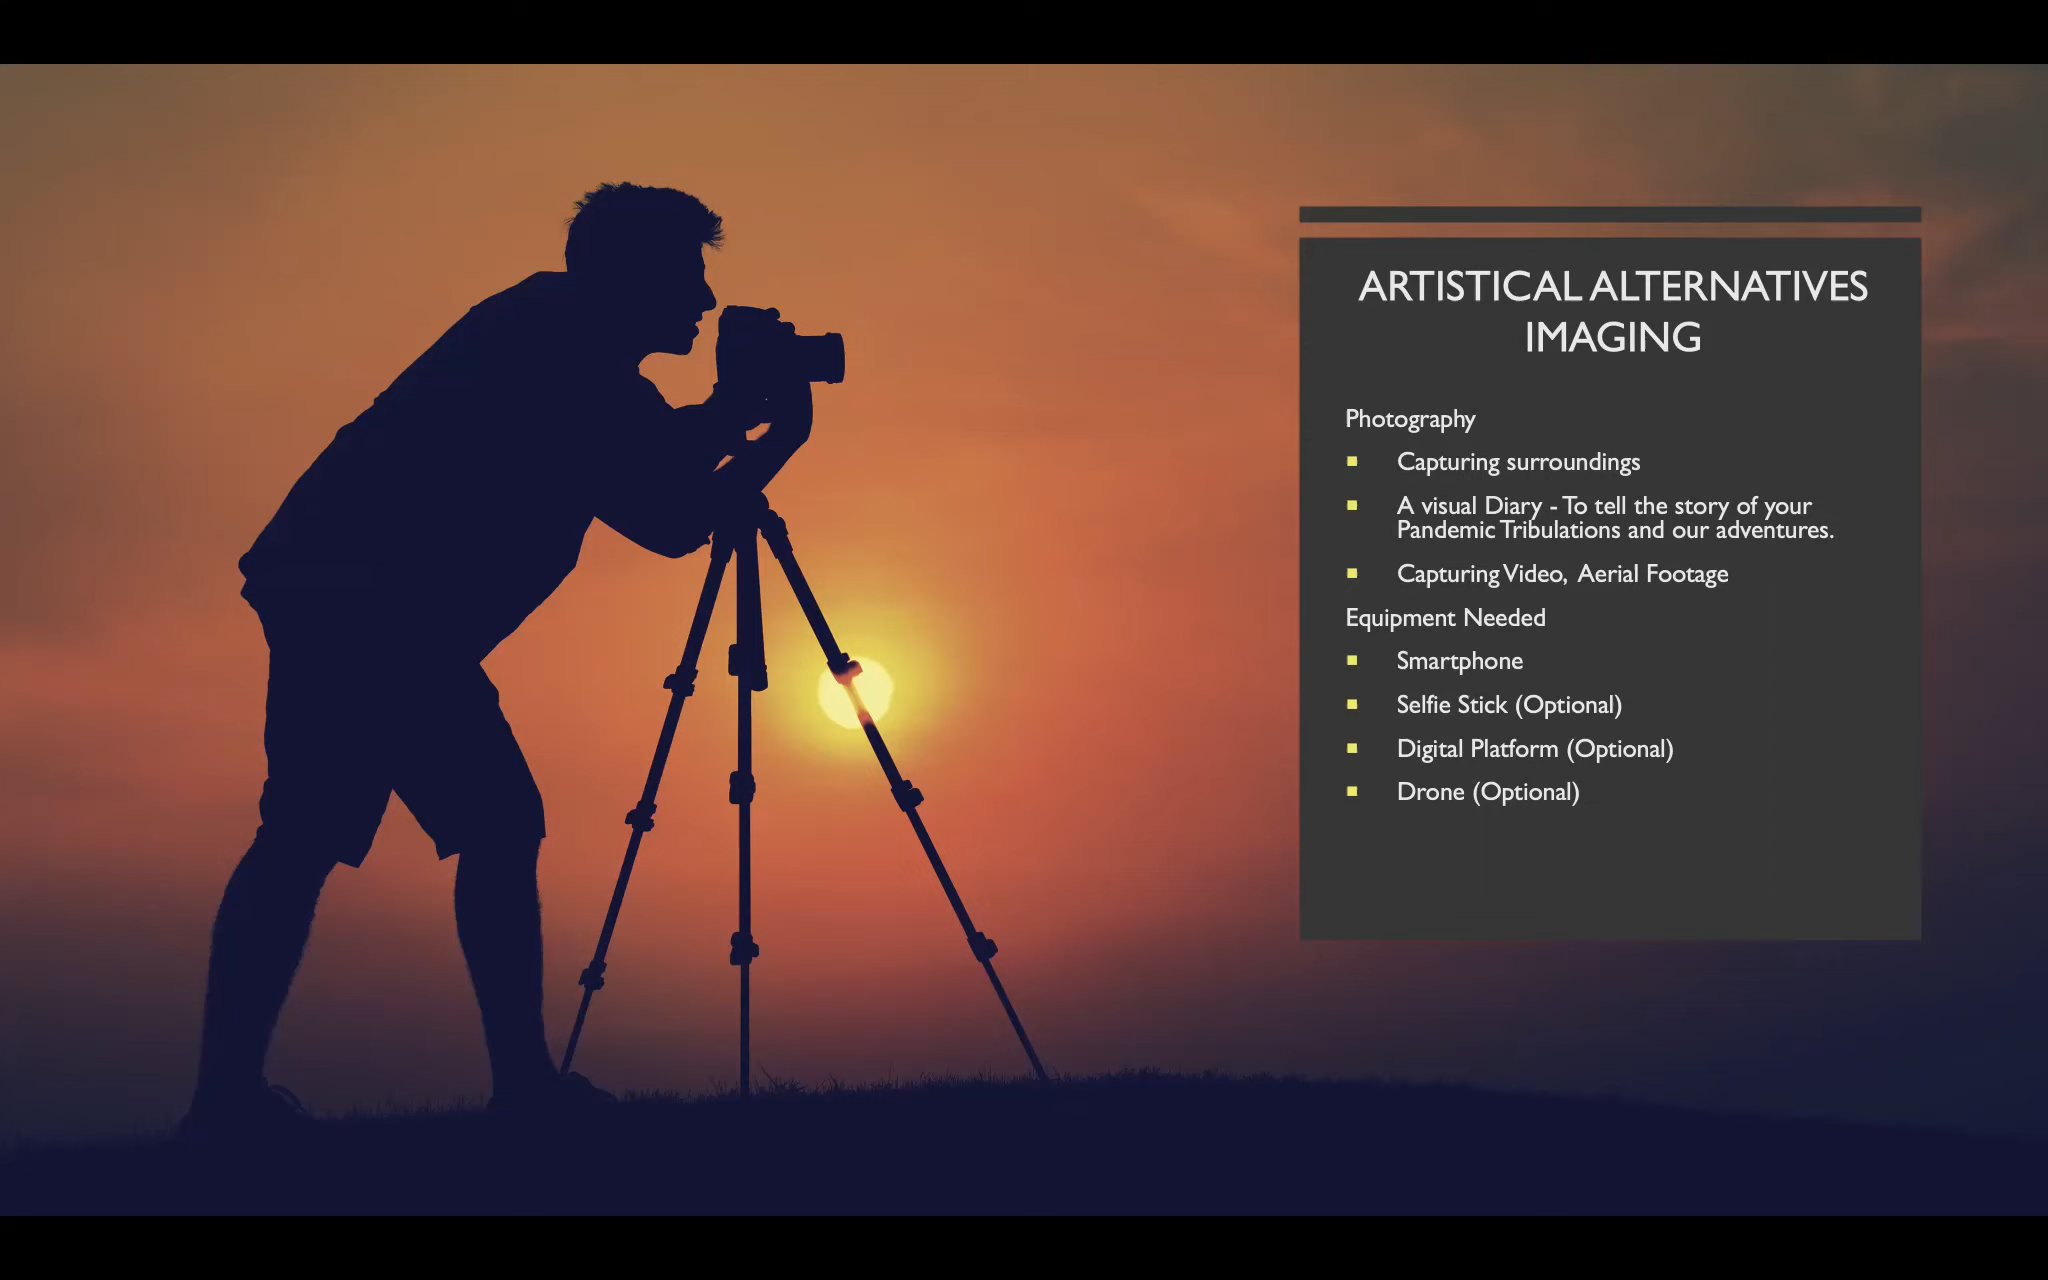 ARTISTICAL ALTERNATIVES
IMAGING
Photography
Capturing surroundings
A visual Diary - To tell the story of your
Pandemic Tribulations and our adventures.
Capturing Video, Aerial Footage
Equipment Needed
Smartphone
Selfie Stick (Optional)
Digital Platform (Optional)
Drone (Optional)